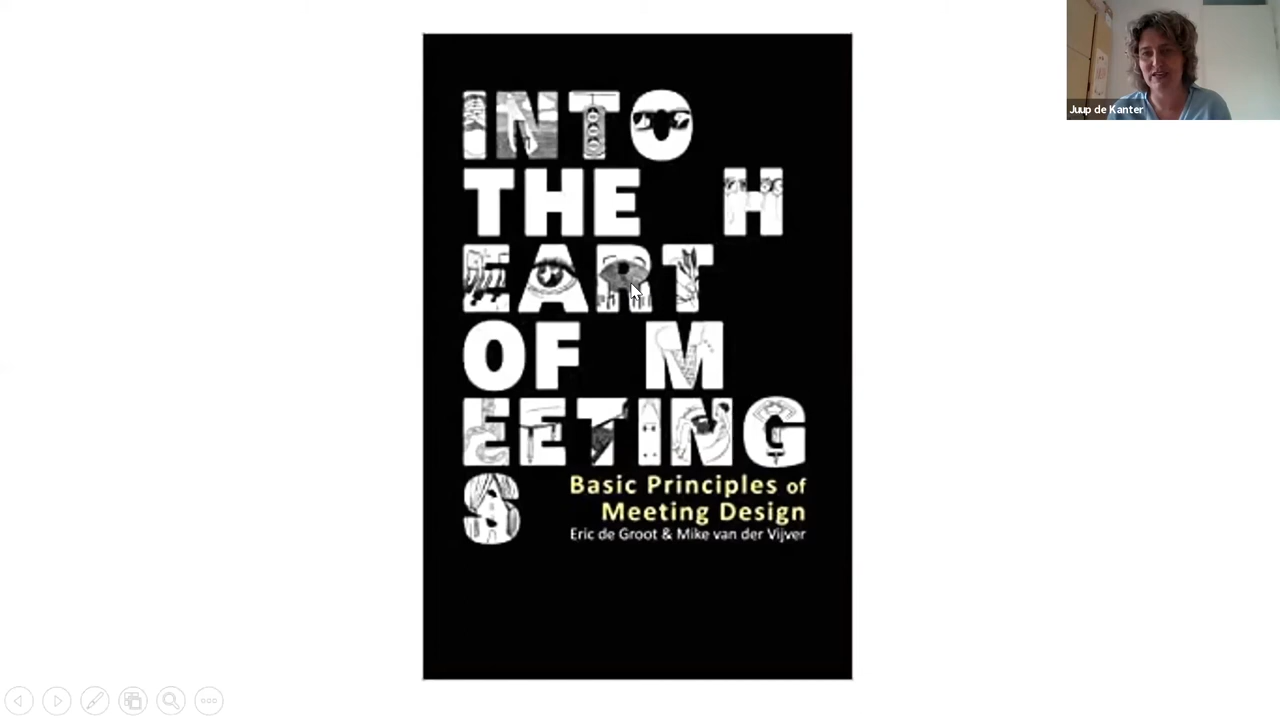 INTO
THE H
EART
OF M
EETING
S
Basic Principles of
Meeting Design
Eric de Groot & Mike van der Vijver
Juup de Kanter